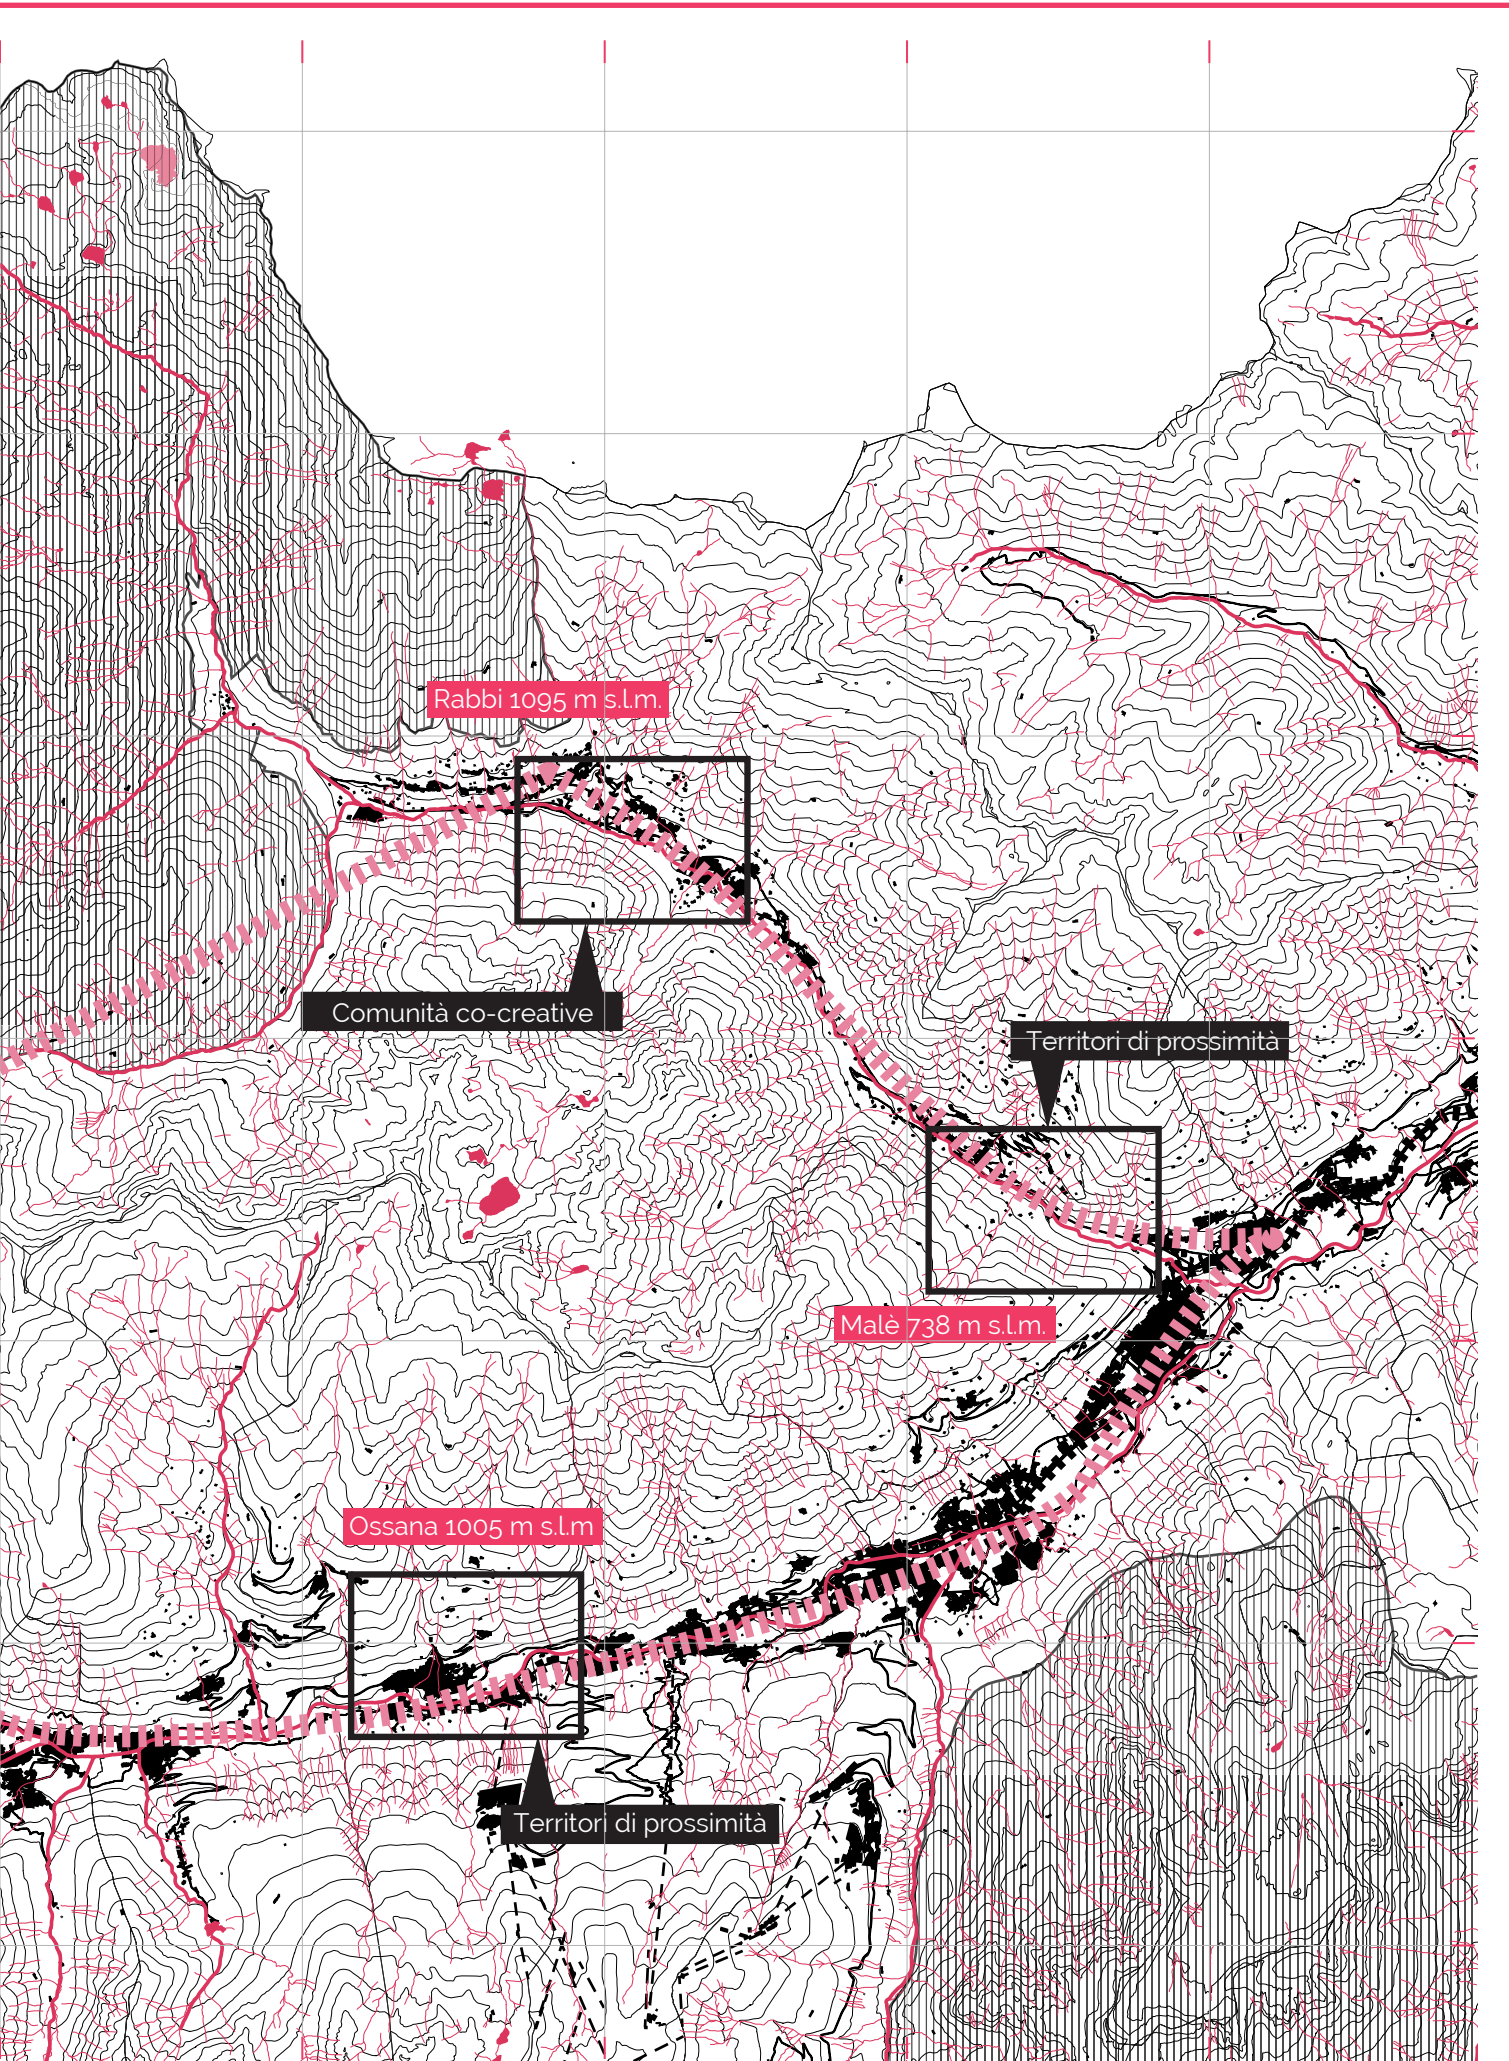 Rabbi 1095 m s.l.m.
Comunità co-creative
Territori di prossimità
Malè 738 m s.l.m.
Ossana 1005 m s.l.m
Territori di prossimità